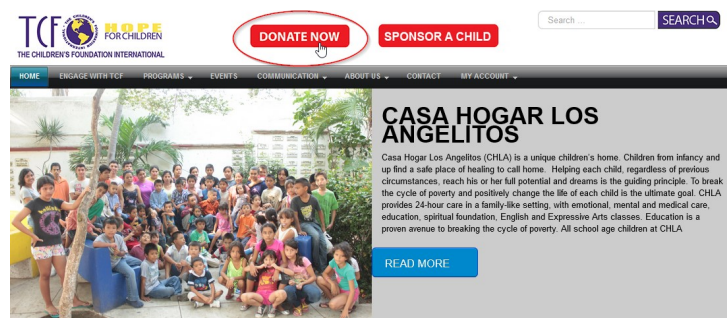 TCF
THE CHILDREN'S
HOPE
FOR CHILDREN
THE CHILDREN'S FOUNDATION INTERNATIONAL
DONATE NOW
SPONSOR A CHILD
Search ...
SEARCH
HOME ENGAGE WITH TCF PROGRAMS EVENTS COMMUNICATION ABOUT US CONTACT MY ACCOUNT
CASA HOGAR LOS
ANGELITOS
Casa Hogar Los Angelitos (CHLA) is a unique children's home. Children from infancy and
up find a safe place of healing to call home. Helping each child, regardless of previous
circumstances, reach his or her full potential and dreams is the guiding principle. To break
the cycle of poverty and positively change the life of each child is the ultimate goal. CHLA
provides 24-hour care in a family-like setting, with emotional, mental and medical care,
education, spiritual foundation, English and Expressive Arts classes. Education is a
proven avenue to breaking the cycle of poverty. All school age children at CHLA
READ MORE